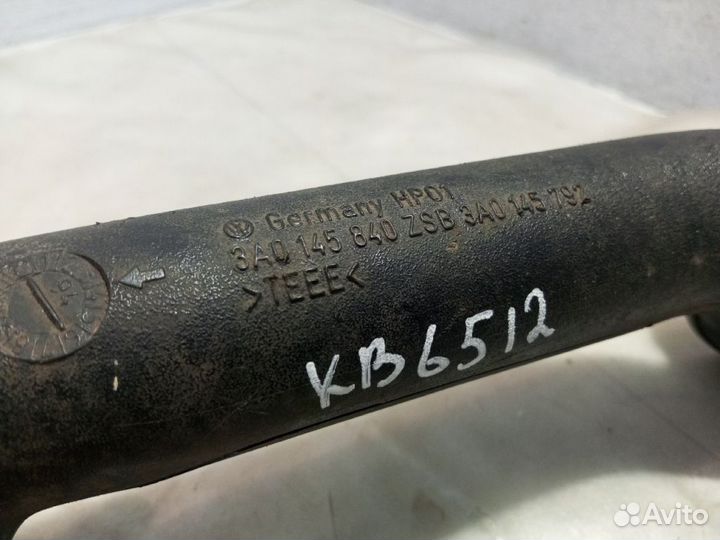 Germany HP01
3A0 145 840 ZSB 3A0 145 792
>TEEE<
KB6512
Avito